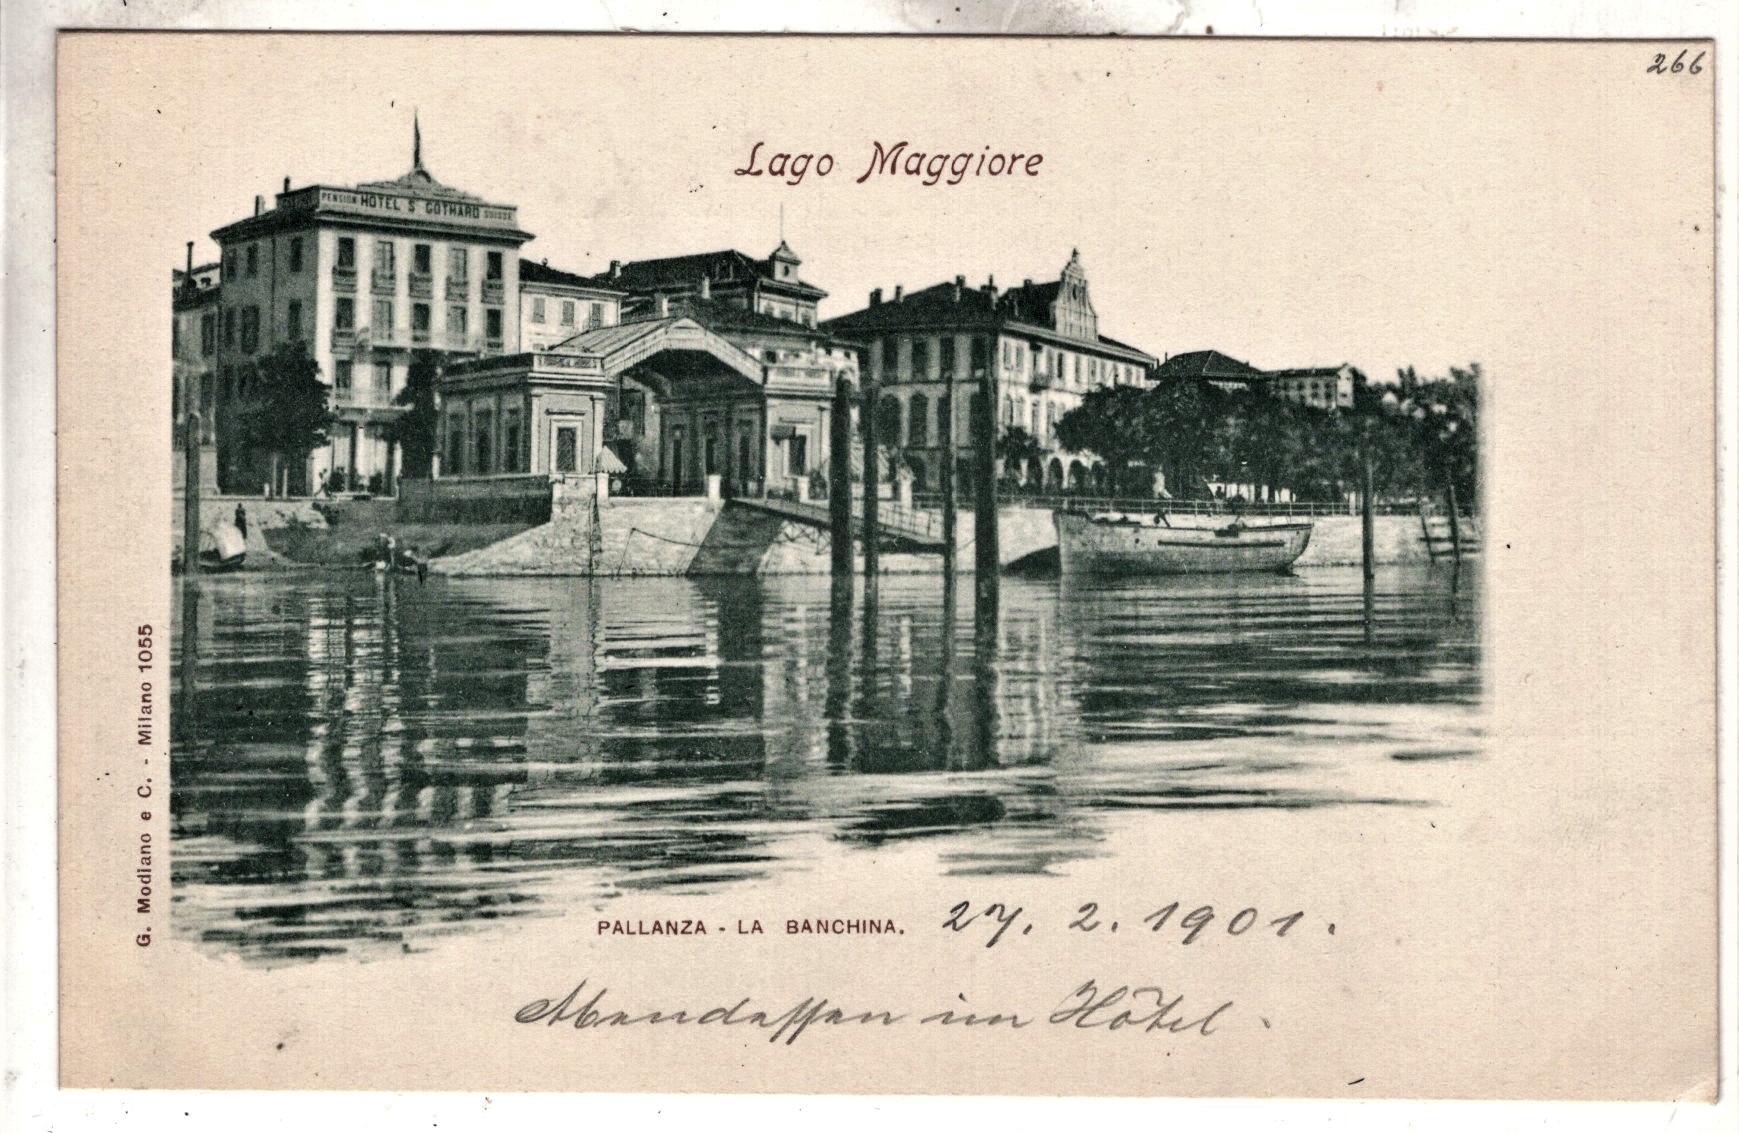 266
Lago Maggiore
PENSION HOTEL S GOTHARD SUISSE
G. Modiano e C. - Milano 1055
PALLANZA - LA BANCHINA. 27. 2. 1901.
Abendessen im Hôtel.